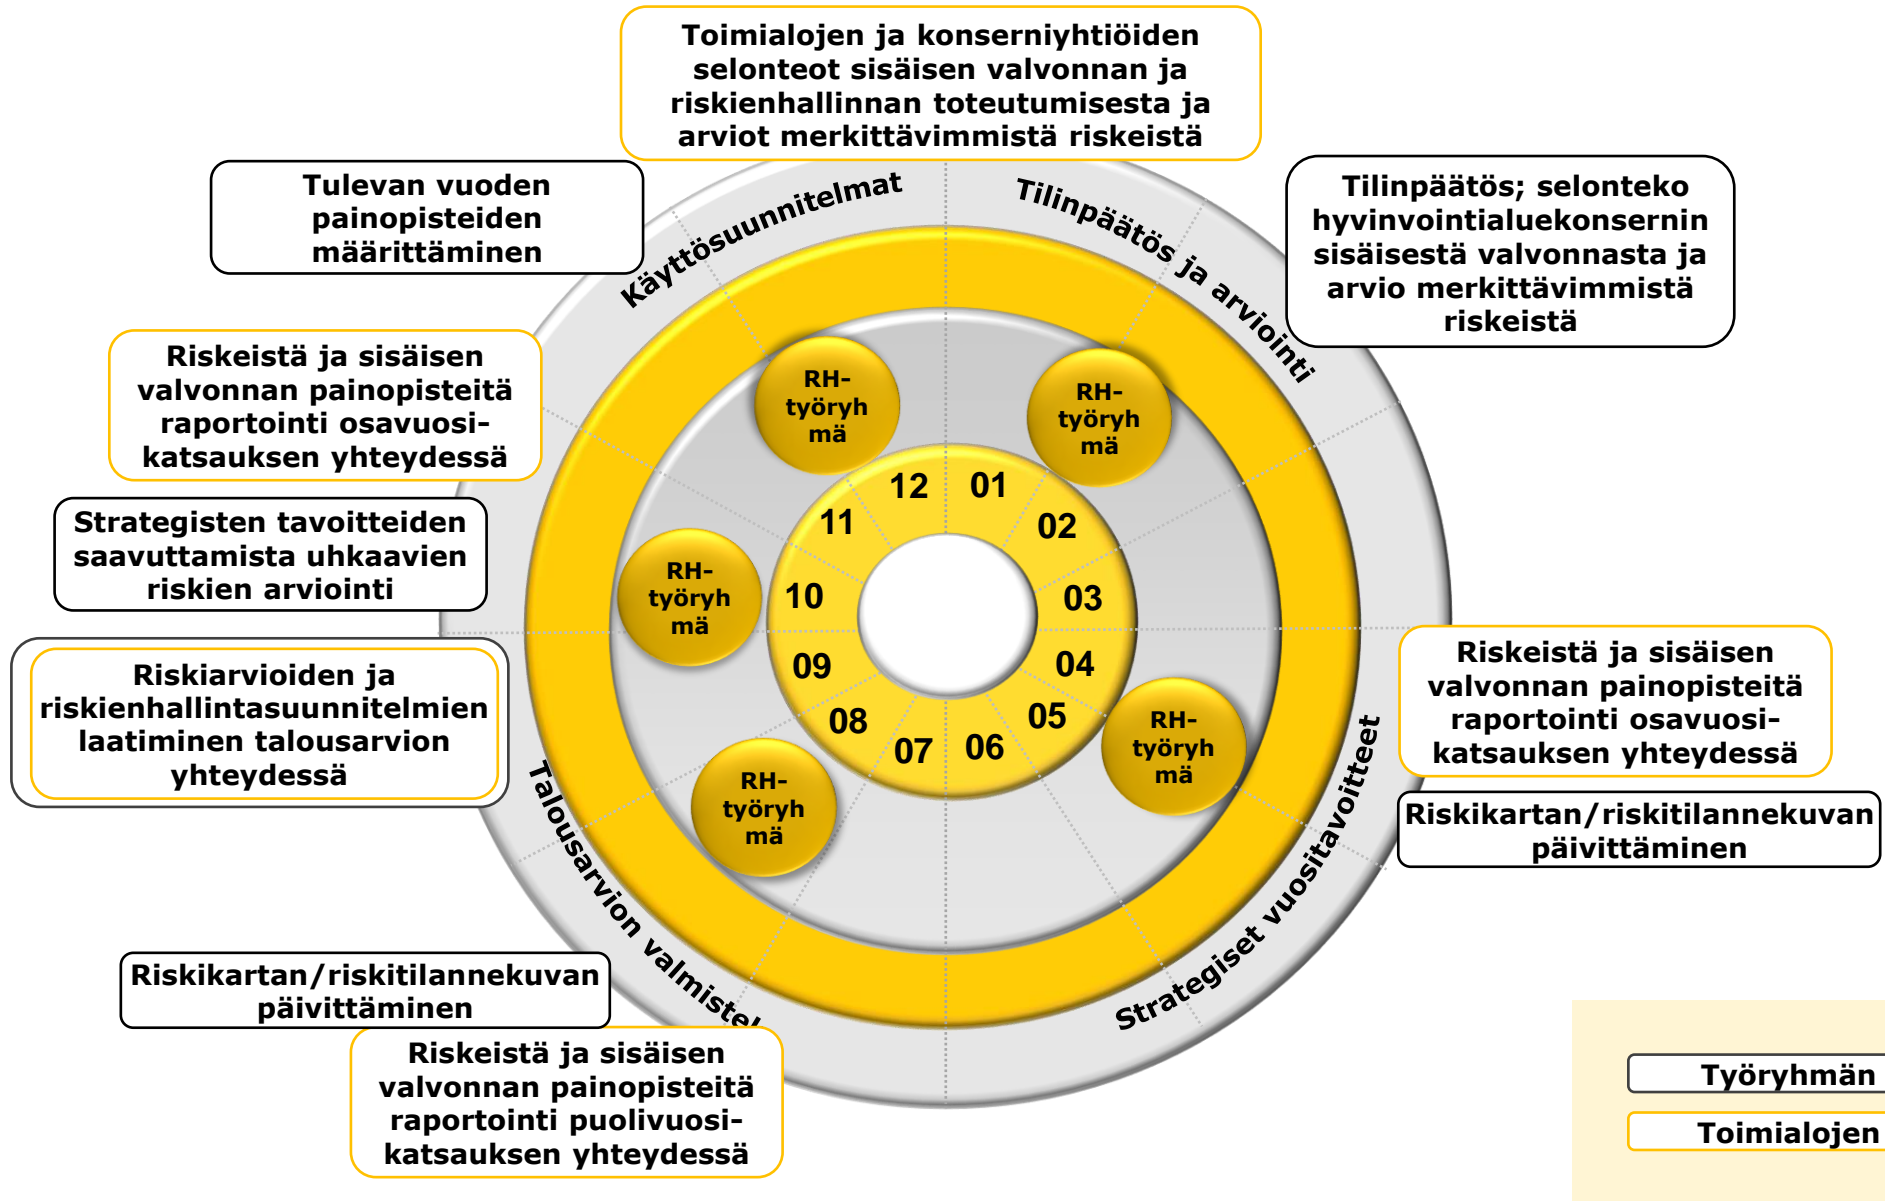 Toimialojen ja konserniyhtiöiden
selonteot sisäisen valvonnan ja
riskienhallinnan toteutumisesta ja
arviot merkittävimmistä riskeistä
Tulevan vuoden
painopisteiden
määrittäminen
Tilinpäätös; selonteko
hyvinvointialuekonsernin
sisäisestä valvonnasta ja
arvio merkittävimmistä
riskeistä
Käyttösuunnitelmat
Tilinpäätös ja arviointi
Riskeistä ja sisäisen
valvonnan painopisteitä
raportointi osavuosi-
katsauksen yhteydessä
RH-
työryh
mä
RH-
työryh
mä
Strategisten tavoitteiden
saavuttamista uhkaavien
riskien arviointi
RH-
työryh
mä
12
01
11
02
10
03
09
04
08
05
07
06
Riskiarvioiden ja
riskienhallintasuunnitelmien
laatiminen talousarvion
yhteydessä
Riskeistä ja sisäisen
valvonnan painopisteitä
raportointi osavuosi-
katsauksen yhteydessä
RH-
työryh
mä
RH-
työryh
mä
Riskikartan/riskitilannekuvan
päivittäminen
Talousarvion valmistel
Strategiset vuositavoitteet
Riskikartan/riskitilannekuvan
päivittäminen
Riskeistä ja sisäisen
valvonnan painopisteitä
raportointi puolivuosi-
katsauksen yhteydessä
Työryhmän
Toimialojen